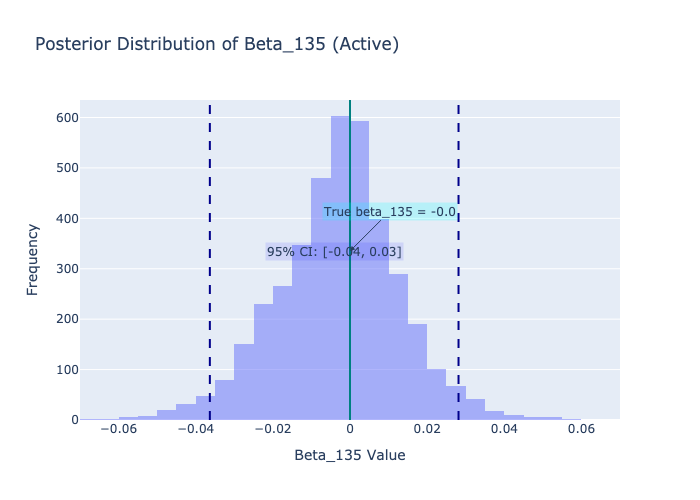 Posterior Distribution of Beta_135 (Active)
600
500
400
300
200
100
0
Frequency
True beta_135 = -0.0
95% CI: [-0.04, 0.03]
−0.06
−0.04
−0.02
0
0.02
0.04
0.06
Beta_135 Value